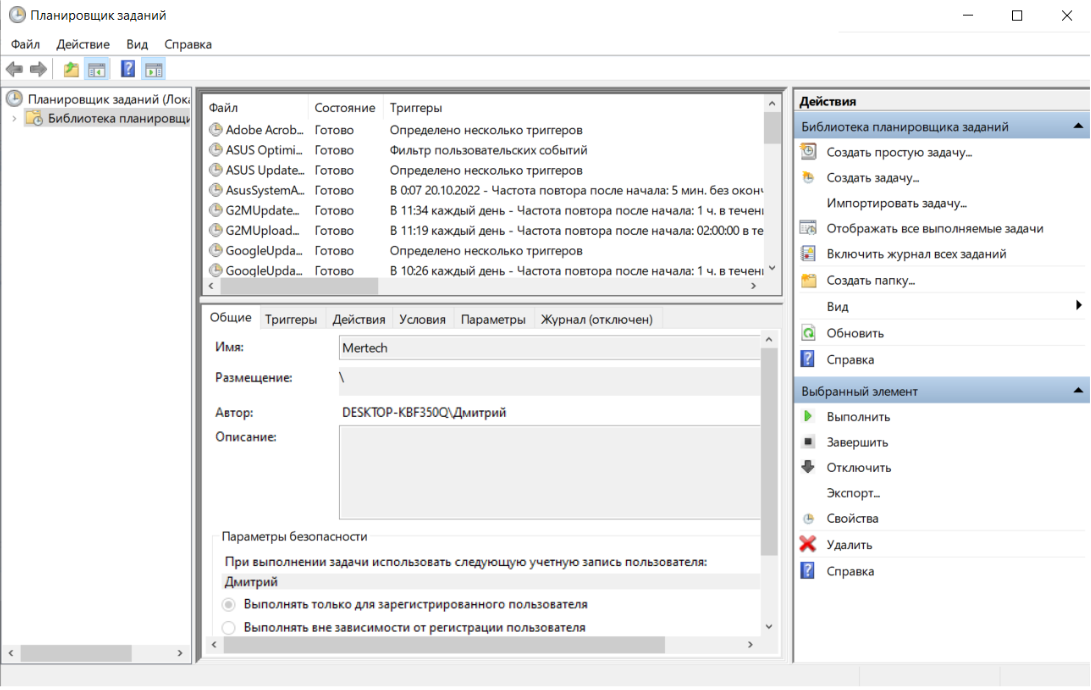 Планировщик заданий
Файл Действие Вид Справка
Планировщик заданий (Лока
Библиотека планировщи
Файл Состояние Триггеры
Adobe Acrob... Готово Определено несколько триггеров
ASUS Optimi... Готово Фильтр пользовательских событий
ASUS Update... Готово Определено несколько триггеров
AsusSystemA... Готово В 0:07 20.10.2022 - Частота повтора после начала: 5 мин. без оконч
G2MUpdate... Готово В 11:34 каждый день - Частота повтора после начала: 1 ч. в течени
G2MUpload... Готово В 11:19 каждый день - Частота повтора после начала: 02:00:00 в те
GoogleUpda... Готово Определено несколько триггеров
GoogleUpda... Готово В 10:26 каждый день - Частота повтора после начала: 1 ч. в течени
Общие Триггеры Действия Условия Параметры Журнал (отключен)
Имя: Mertech
Размещение: \
Автор: DESKTOP-KBF350Q\Дмитрий
Описание:
Параметры безопасности
При выполнении задачи использовать следующую учетную запись пользователя:
Дмитрий
Выполнять только для зарегистрированного пользователя
Выполнять вне зависимости от регистрации пользователя
Действия
Библиотека планировщика заданий
Создать простую задачу...
Создать задачу...
Импортировать задачу...
Отображать все выполняемые задачи
Включить журнал всех заданий
Создать папку...
Вид
Обновить
Справка
Выбранный элемент
Выполнить
Завершить
Отключить
Экспорт...
Свойства
Удалить
Справка